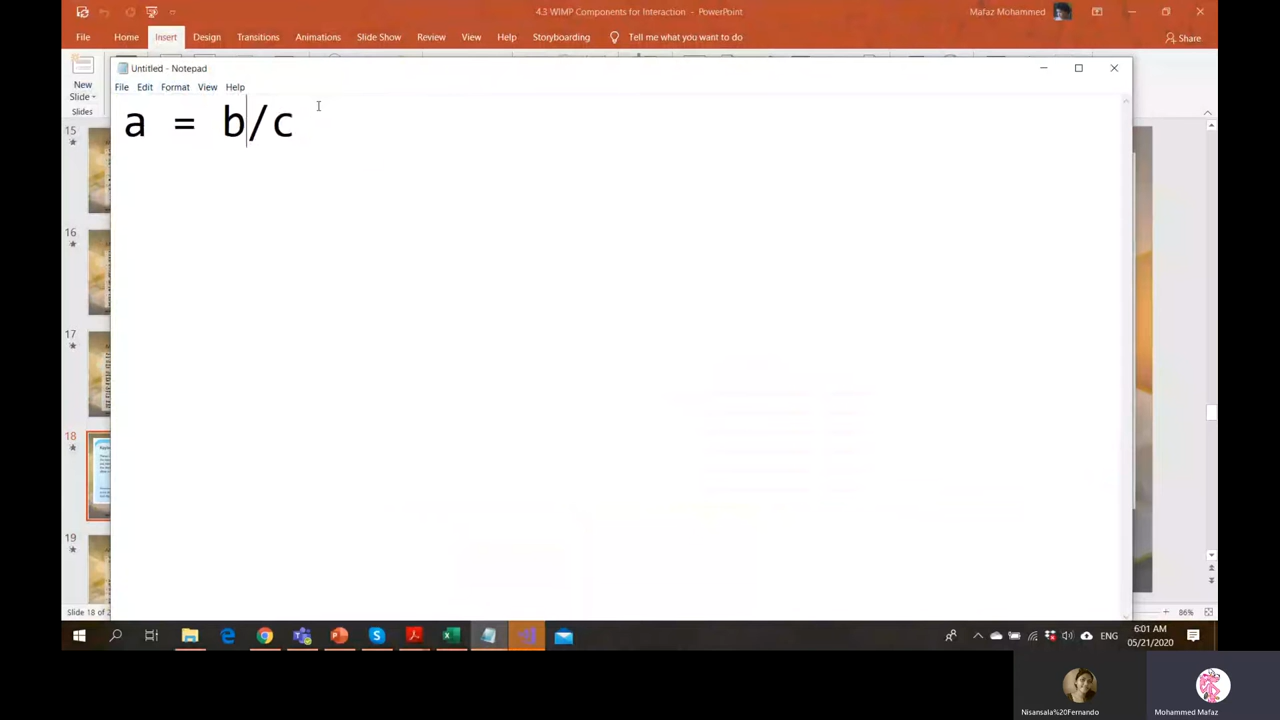 4.3 WIMP Components for Interaction - PowerPoint
Mafaz Mohammed
File Home Insert Design Transitions Animations Slide Show Review View Help Storyboarding Tell me what you want to do Share
New
Slide
Slides
Untitled - Notepad
File Edit Format View Help
a = b/c
15
16
17
18
19
Slide 18 of 2
86%
ENG
6:01 AM
05/21/2020
Nisansala%20Fernando
Mohammed Mafaz